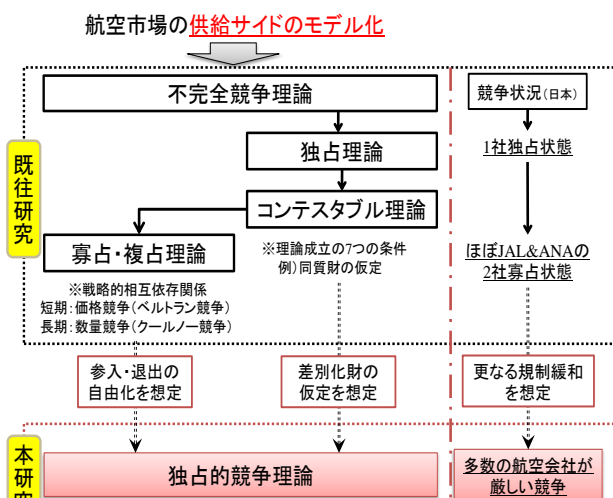 航空市場の供給サイドのモデル化
既往研究
不完全競争理論
独占理論
コンテスタブル理論
寡占・複占理論
※理論成立の7つの条件
例)同質財の仮定
※戦略的相互依存関係
短期:価格競争(ベルトラン競争)
長期:数量競争(クールノー競争)
競争状況(日本)
1社独占状態
ほぼJAL&ANAの
2社寡占状態
参入・退出の
自由化を想定
差別化財の
仮定を想定
更なる規制緩和
を想定
本研究
独占的競争理論
多数の航空会社が
厳しい競争